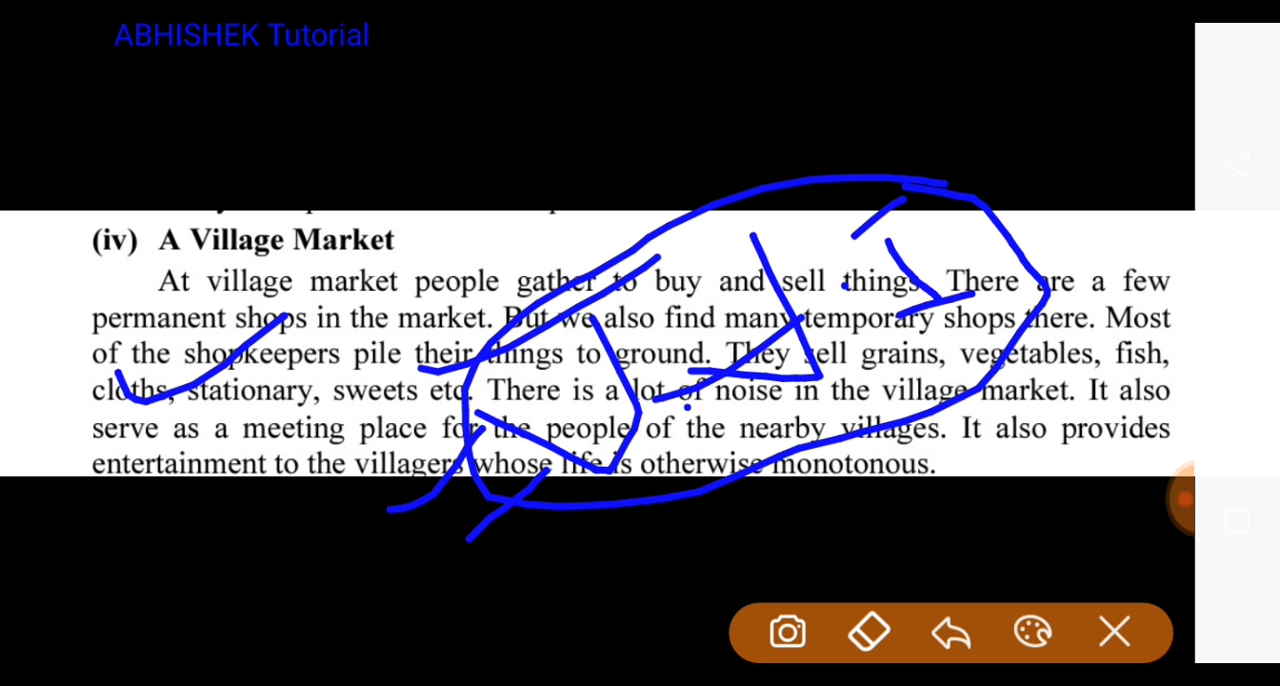 ABHISHEK Tutorial
(iv) A Village Market
At village market people gather to buy and sell things. There are a few
permanent shops in the market. But we also find many temporary shops there. Most
of the shopkeepers pile their things to ground. They sell grains, vegetables, fish,
cloths, stationary, sweets etc. There is a lot of noise in the village market. It also
serve as a meeting place for the people of the nearby villages. It also provides
entertainment to the villagers whose life is otherwise monotonous.